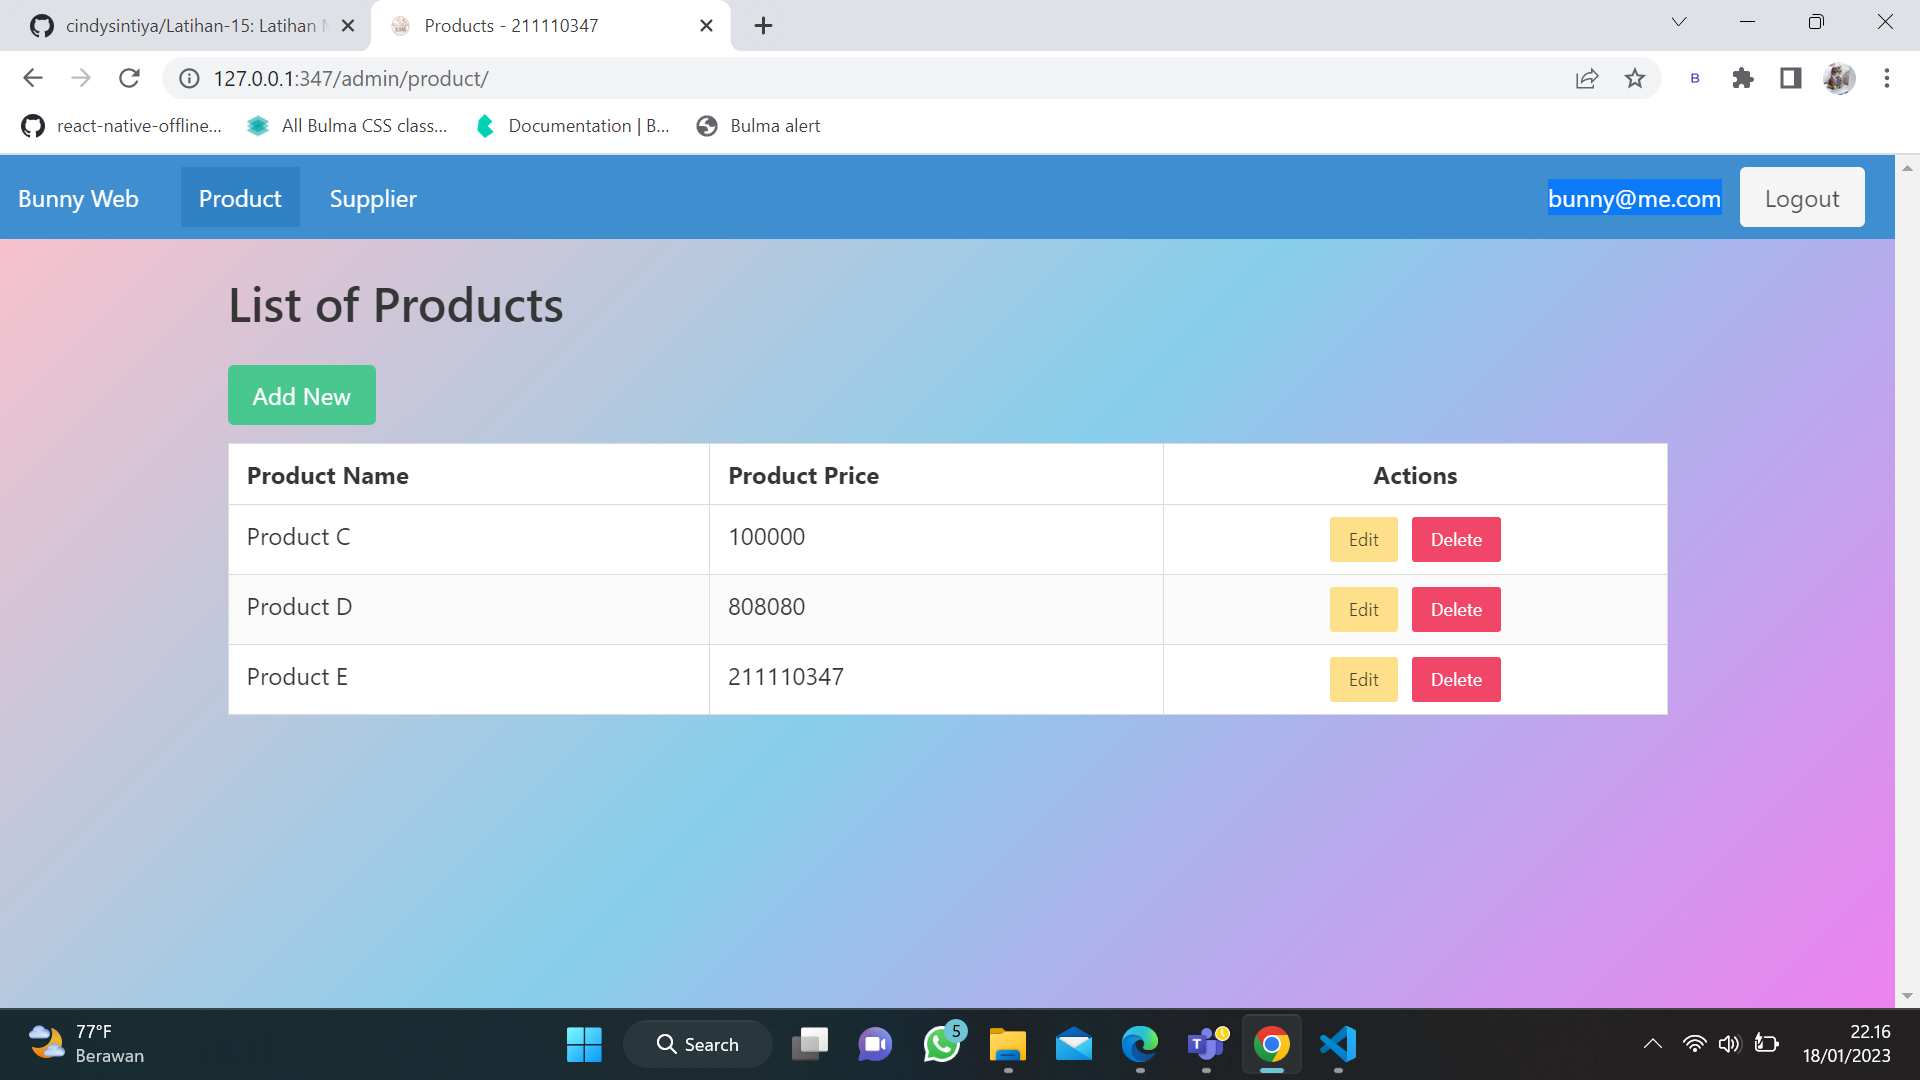 cindysintiya/Latihan-15: Latihan
Products - 211110347
127.0.0.1:347/admin/product/
B
react-native-offline...
All Bulma CSS class...
Documentation | B...
Bulma alert
Bunny Web
Product
Supplier
bunny@me.com
Logout
List of Products
Add New
Product Name Product Price Actions
Product C 100000 Edit Delete
Product D 808080 Edit Delete
Product E 211110347 Edit Delete
77°F
Berawan
Search
5
T
22.16
18/01/2023